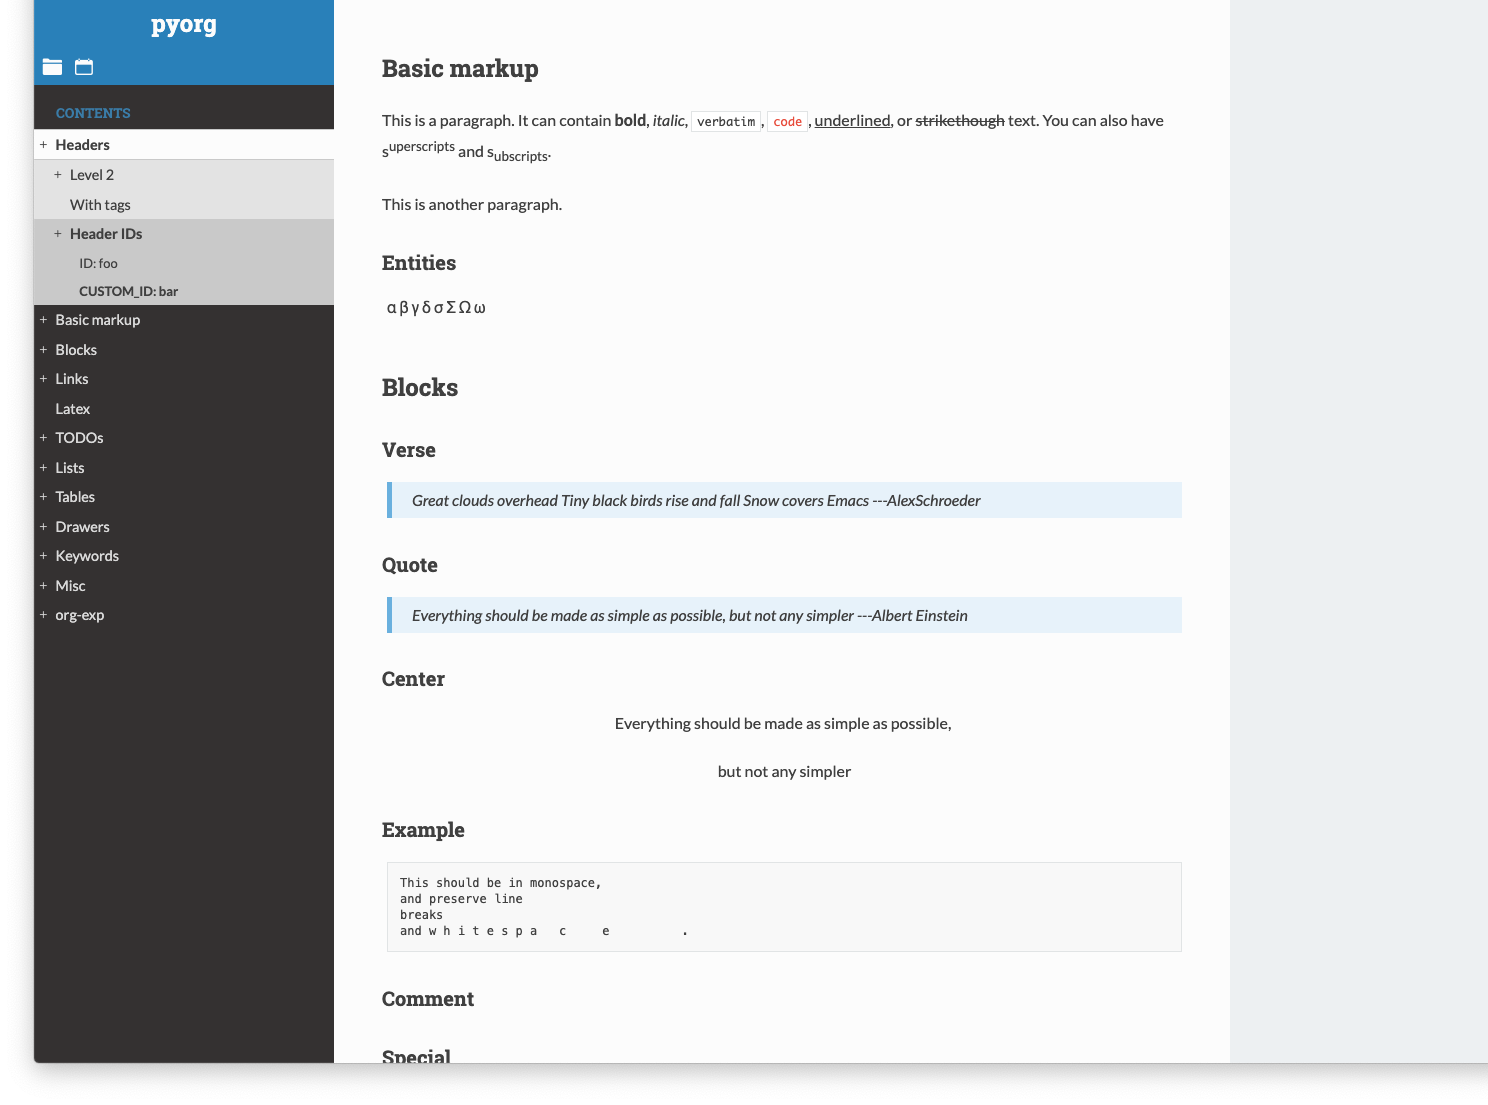 pyorg
CONTENTS
+ Headers
+ Level 2
With tags
+ Header IDs
ID: foo
CUSTOM_ID: bar
+ Basic markup
+ Blocks
+ Links
Latex
+ TODOs
+ Lists
+ Tables
+ Drawers
+ Keywords
+ Misc
+ org-exp
Basic markup
This is a paragraph. It can contain bold, italic, verbatim, code, underlined, or strikethough text. You can also have
superscripts and subscripts.
This is another paragraph.
Entities
α β γ δ σ Σ Ω ω
Blocks
Verse
Great clouds overhead Tiny black birds rise and fall Snow covers Emacs ---AlexSchroeder
Quote
Everything should be made as simple as possible, but not any simpler ---Albert Einstein
Center
Everything should be made as simple as possible,
but not any simpler
Example
This should be in monospace,
and preserve line
breaks
and w h i t e s p a   c     e          .
Comment
Special